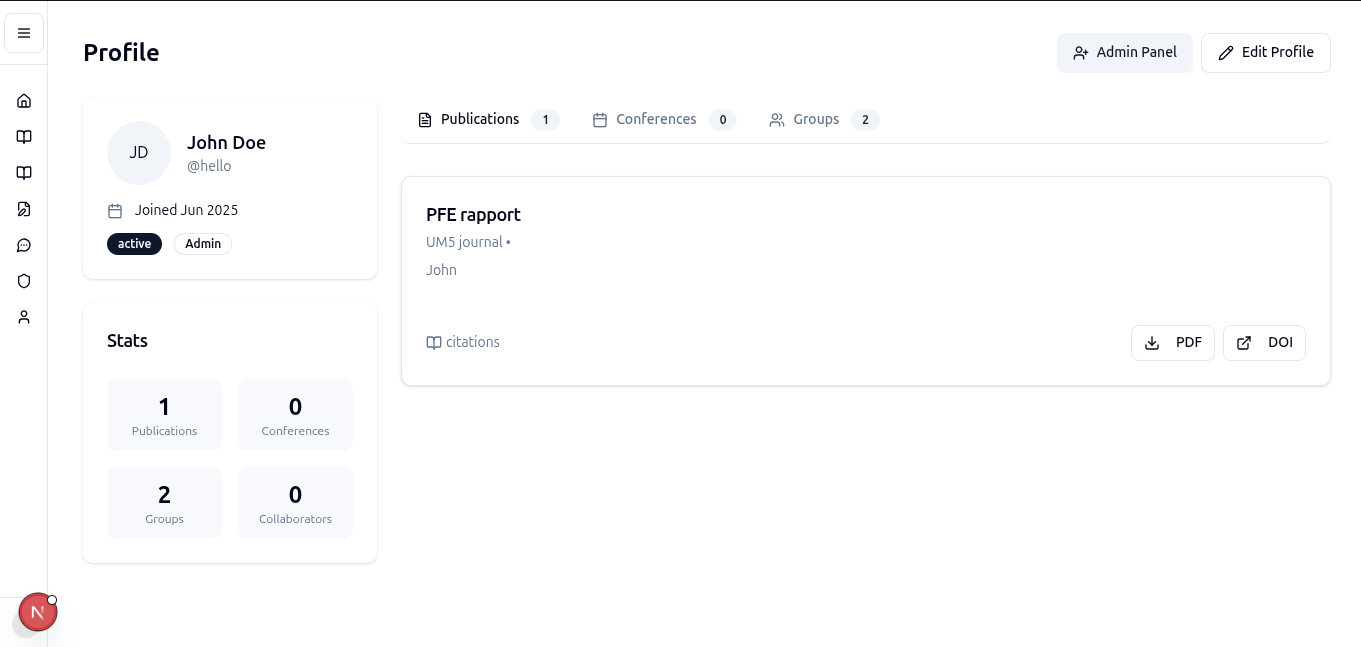 Profile
Admin Panel
Edit Profile
JD
John Doe
@hello
Joined Jun 2025
active
Admin
Publications 1
Conferences 0
Groups 2
PFE rapport
UM5 journal •
John
citations
PDF
DOI
Stats
1
Publications
0
Conferences
2
Groups
0
Collaborators
N